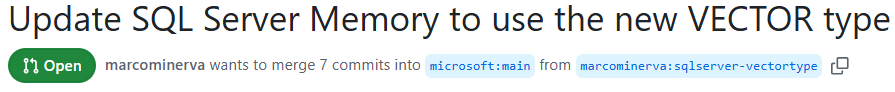 Update SQL Server Memory to use the new VECTOR type
Open marcominerva wants to merge 7 commits into microsoft:main from marcominerva:sqlserver-vectortype